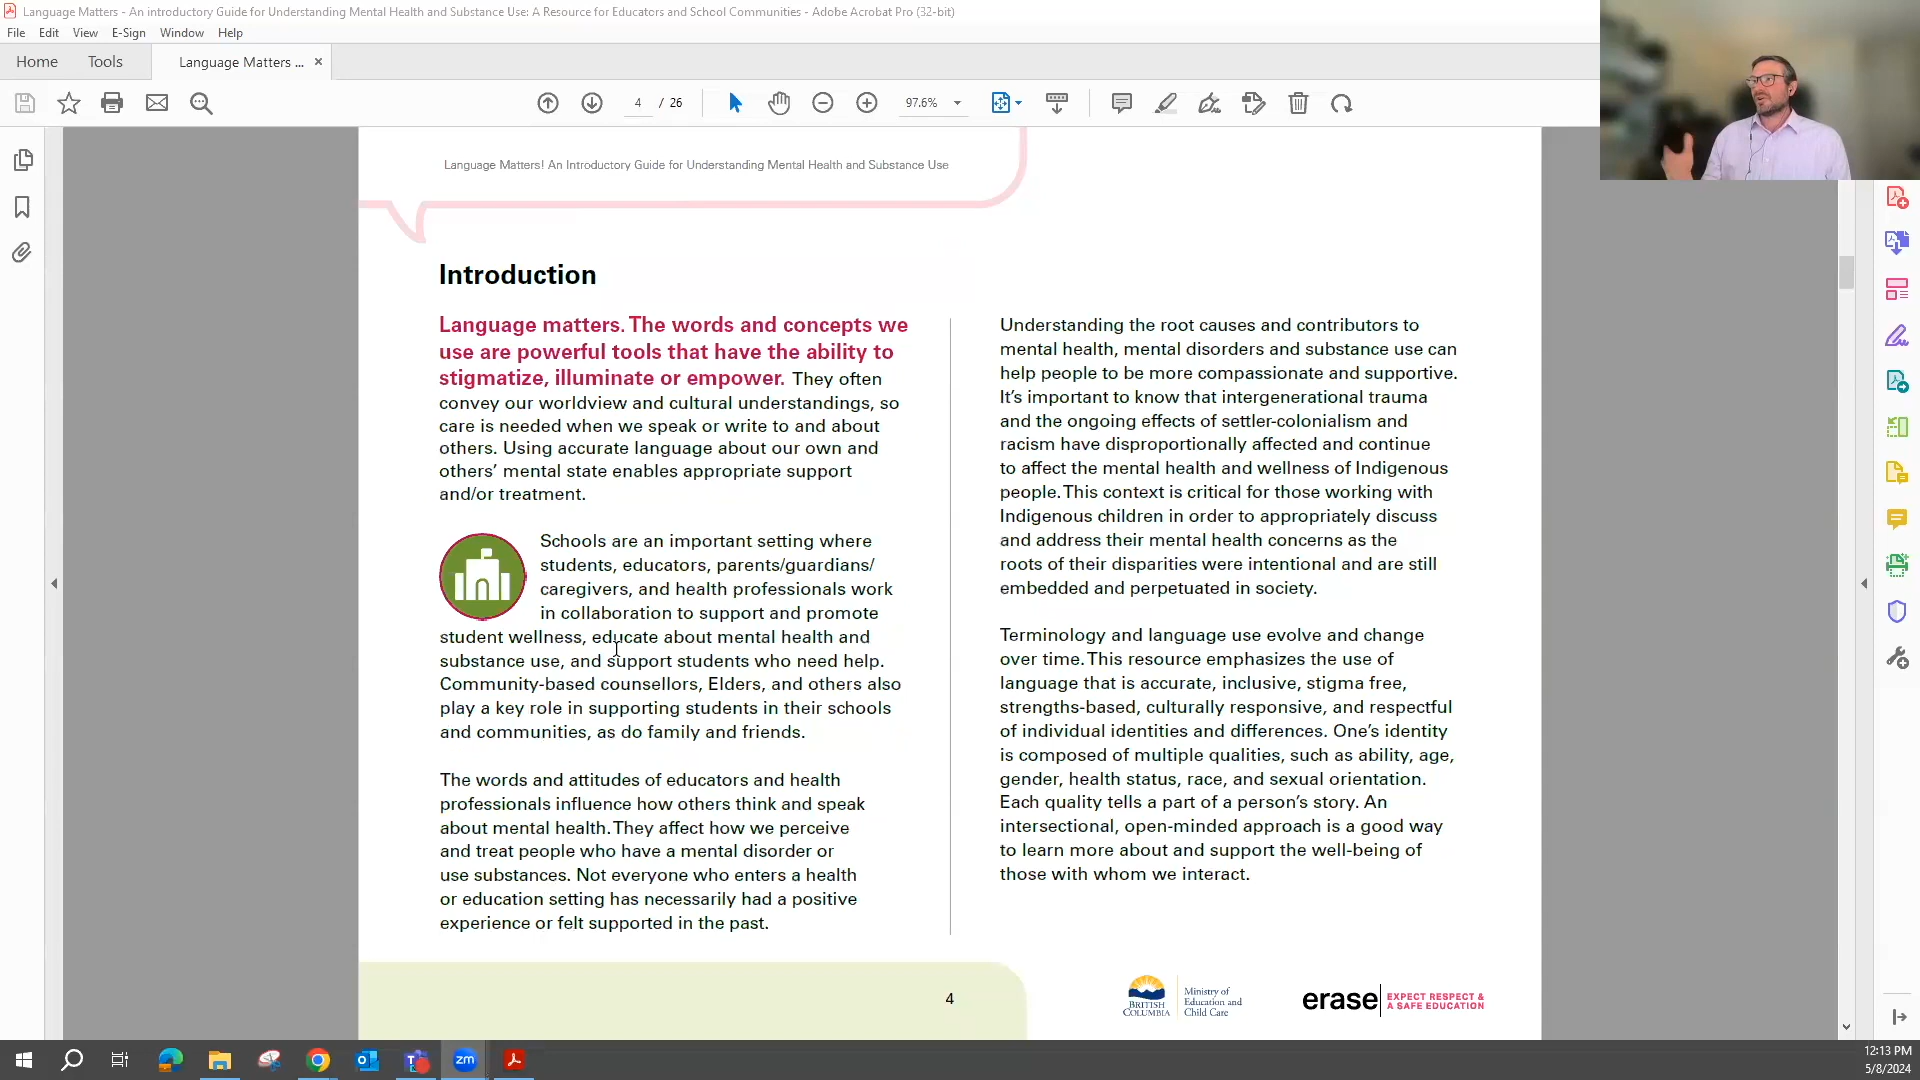 Language Matters - An introductory Guide for Understanding Mental Health and Substance Use: A Resource for Educators and School Communities - Adobe Acrobat Pro (32-bit)
File Edit View E-Sign Window Help
Home Tools Language Matters ... ×
4 / 26 97.6%
Language Matters! An Introductory Guide for Understanding Mental Health and Substance Use
Introduction
Language matters. The words and concepts we
use are powerful tools that have the ability to
stigmatize, illuminate or empower. They often
convey our worldview and cultural understandings, so
care is needed when we speak or write to and about
others. Using accurate language about our own and
others’ mental state enables appropriate support
and/or treatment.
Schools are an important setting where
students, educators, parents/guardians/
caregivers, and health professionals work
in collaboration to support and promote
student wellness, educate about mental health and
substance use, and support students who need help.
Community-based counsellors, Elders, and others also
play a key role in supporting students in their schools
and communities, as do family and friends.
The words and attitudes of educators and health
professionals influence how others think and speak
about mental health. They affect how we perceive
and treat people who have a mental disorder or
use substances. Not everyone who enters a health
or education setting has necessarily had a positive
experience or felt supported in the past.
Understanding the root causes and contributors to
mental health, mental disorders and substance use can
help people to be more compassionate and supportive.
It’s important to know that intergenerational trauma
and the ongoing effects of settler-colonialism and
racism have disproportionally affected and continue
to affect the mental health and wellness of Indigenous
people. This context is critical for those working with
Indigenous children in order to appropriately discuss
and address their mental health concerns as the
roots of their disparities were intentional and are still
embedded and perpetuated in society.
Terminology and language use evolve and change
over time. This resource emphasizes the use of
language that is accurate, inclusive, stigma free,
strengths-based, culturally responsive, and respectful
of individual identities and differences. One’s identity
is composed of multiple qualities, such as ability, age,
gender, health status, race, and sexual orientation.
Each quality tells a part of a person’s story. An
intersectional, open-minded approach is a good way
to learn more about and support the well-being of
those with whom we interact.
4
BRITISH
COLUMBIA
Ministry of
Education and
Child Care
erase
EXPECT RESPECT &
A SAFE EDUCATION
zm
12:13 PM
5/8/2024